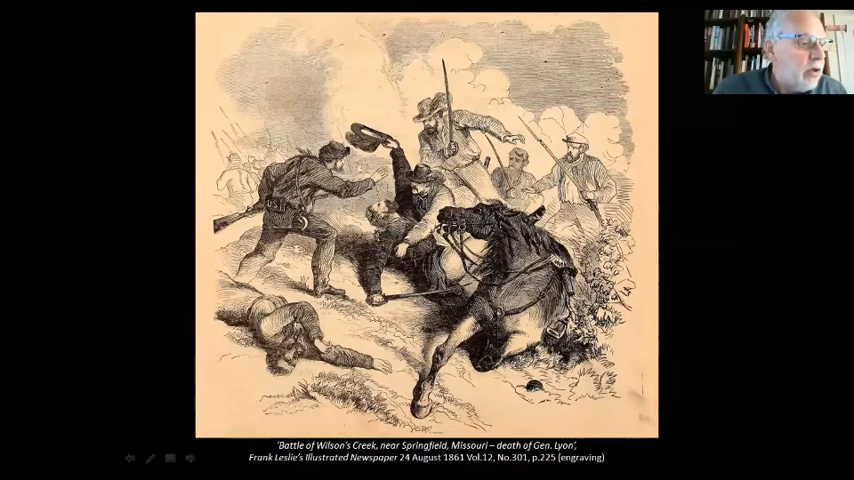 U.S
'Battle of Wilson's Creek, near Springfield, Missouri – death of Gen. Lyon',
Frank Leslie's Illustrated Newspaper 24 August 1861 Vol.12, No.301, p.225 (engraving)